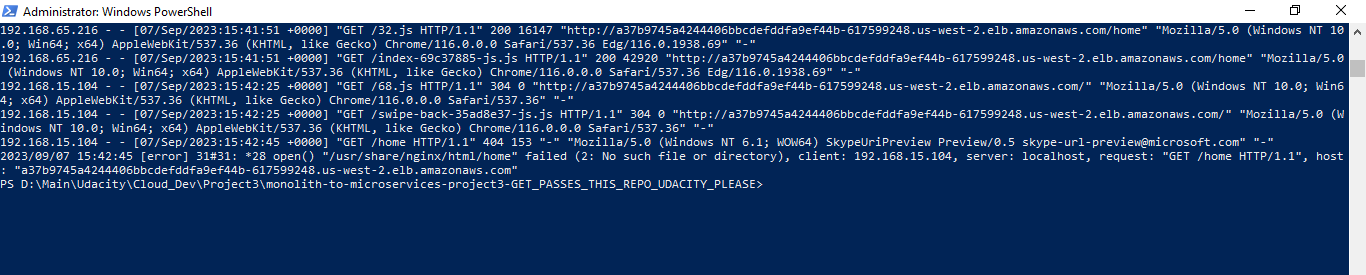 Administrator: Windows PowerShell
192.168.65.216 - - [07/Sep/2023:15:41:51 +0000] "GET /32.js HTTP/1.1" 200 16147 "http://a37b9745a4244406bbcdefddfa9ef44b-617599248.us-west-2.elb.amazonaws.com/home" "Mozilla/5.0 (Windows NT 10
.0; Win64; x64) AppleWebKit/537.36 (KHTML, like Gecko) Chrome/116.0.0.0 Safari/537.36 Edg/116.0.1938.69" "-"
192.168.65.216 - - [07/Sep/2023:15:41:51 +0000] "GET /index-69c37885-js.js HTTP/1.1" 200 42920 "http://a37b9745a4244406bbcdefddfa9ef44b-617599248.us-west-2.elb.amazonaws.com/home" "Mozilla/5.0
 (Windows NT 10.0; Win64; x64) AppleWebKit/537.36 (KHTML, like Gecko) Chrome/116.0.0.0 Safari/537.36 Edg/116.0.1938.69" "-"
192.168.15.104 - - [07/Sep/2023:15:42:25 +0000] "GET /68.js HTTP/1.1" 304 0 "http://a37b9745a4244406bbcdefddfa9ef44b-617599248.us-west-2.elb.amazonaws.com/" "Mozilla/5.0 (Windows NT 10.0; Win6
4; x64) AppleWebKit/537.36 (KHTML, like Gecko) Chrome/116.0.0.0 Safari/537.36" "-"
192.168.15.104 - - [07/Sep/2023:15:42:25 +0000] "GET /swipe-back-35ad8e37-js.js HTTP/1.1" 304 0 "http://a37b9745a4244406bbcdefddfa9ef44b-617599248.us-west-2.elb.amazonaws.com/" "Mozilla/5.0 (W
indows NT 10.0; Win64; x64) AppleWebKit/537.36 (KHTML, like Gecko) Chrome/116.0.0.0 Safari/537.36" "-"
192.168.15.104 - - [07/Sep/2023:15:42:45 +0000] "GET /home HTTP/1.1" 404 153 "-" "Mozilla/5.0 (Windows NT 6.1; WOW64) SkypeUriPreview Preview/0.5 skype-url-preview@microsoft.com" "-"
2023/09/07 15:42:45 [error] 31#31: *28 open() "/usr/share/nginx/html/home" failed (2: No such file or directory), client: 192.168.15.104, server: localhost, request: "GET /home HTTP/1.1", host
: "a37b9745a4244406bbcdefddfa9ef44b-617599248.us-west-2.elb.amazonaws.com"
PS D:\Main\Udacity\Cloud_Dev\Project3\monolith-to-microservices-project3-GET_PASSES_THIS_REPO_UDACITY_PLEASE>